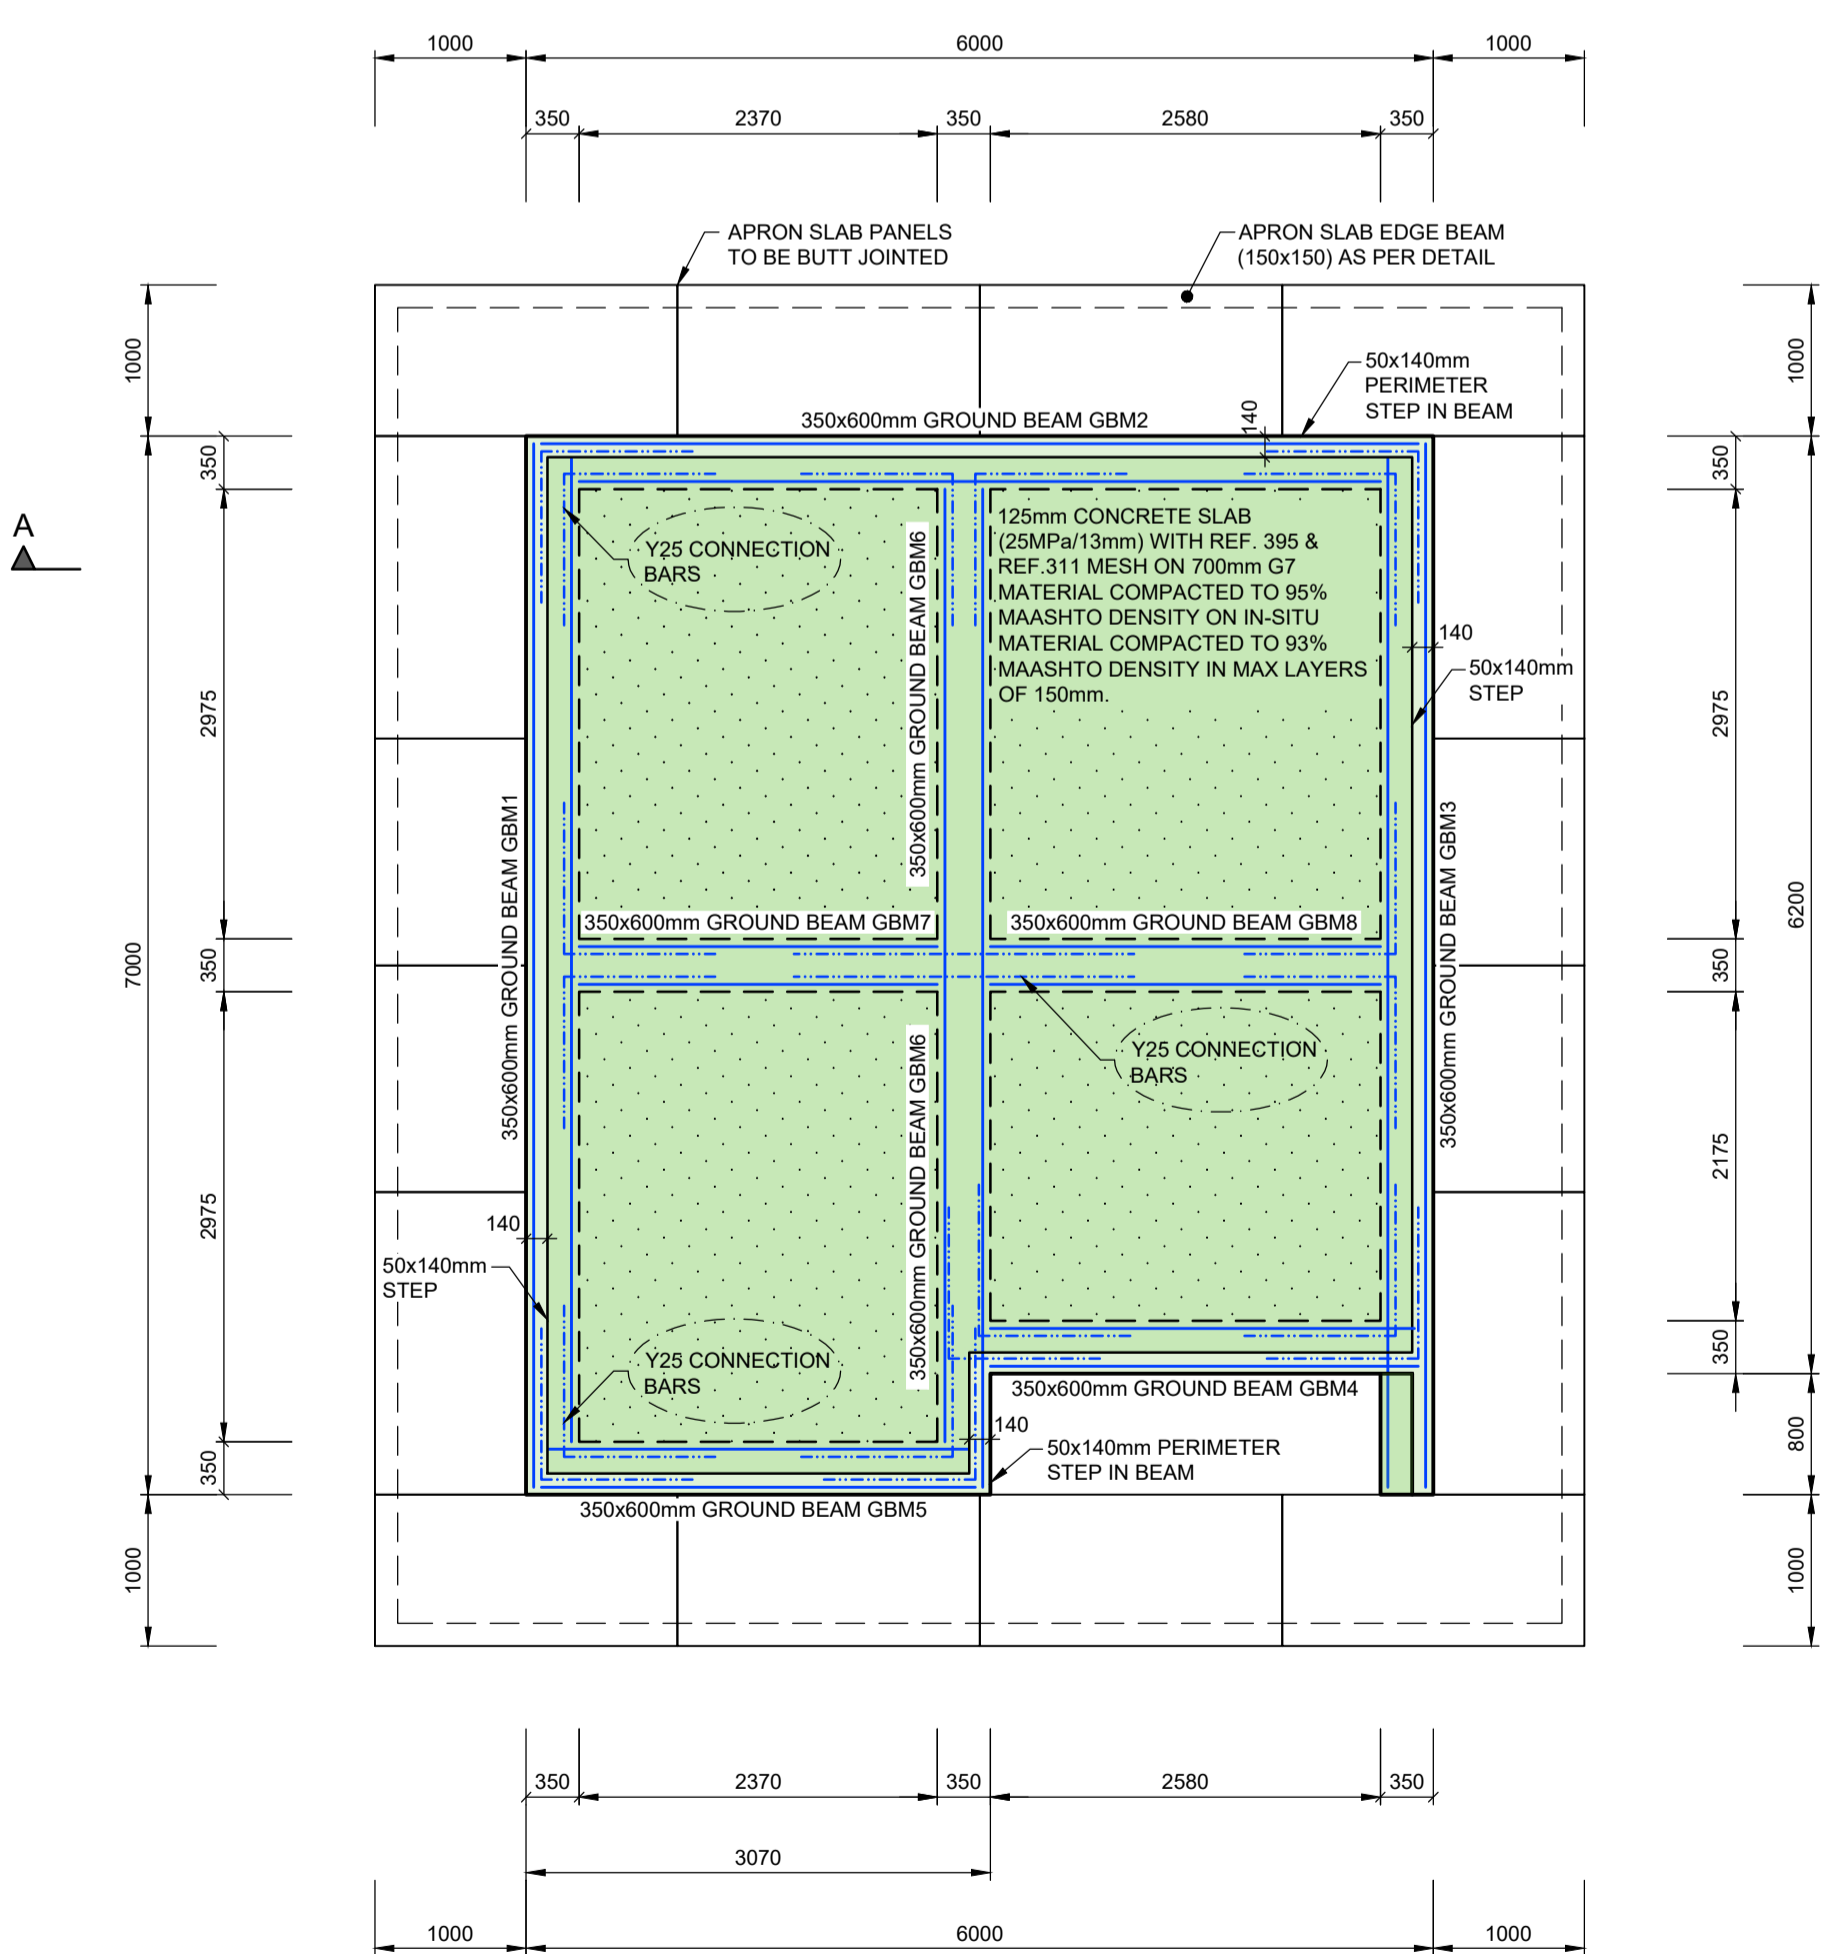 1000
6000
1000
350
2370
350
2580
350
APRON SLAB PANELS
TO BE BUTT JOINTED
APRON SLAB EDGE BEAM
(150x150) AS PER DETAIL
1000
1000
50x140mm
PERIMETER
STEP IN BEAM
350x600mm GROUND BEAM GBM2
140
350
350
A
Y25 CONNECTION
BARS
350x600mm GROUND BEAM GBM6
125mm CONCRETE SLAB
(25MPa/13mm) WITH REF. 395 &
REF.311 MESH ON 700mm G7
MATERIAL COMPACTED TO 95%
MAASHTO DENSITY ON IN-SITU
MATERIAL COMPACTED TO 93%
MAASHTO DENSITY IN MAX LAYERS
OF 150mm.
140
50x140mm
STEP
2975
2975
350x600mm GROUND BEAM GBM1
350x600mm GROUND BEAM GBM3
6200
7000
350x600mm GROUND BEAM GBM7
350x600mm GROUND BEAM GBM8
350
350
Y25 CONNECTION
BARS
350x600mm GROUND BEAM GBM6
2975
2175
140
50x140mm
STEP
350
Y25 CONNECTION
BARS
350x600mm GROUND BEAM GBM4
140
50x140mm PERIMETER
STEP IN BEAM
350
800
350x600mm GROUND BEAM GBM5
1000
1000
350
2370
350
2580
350
3070
1000
6000
1000